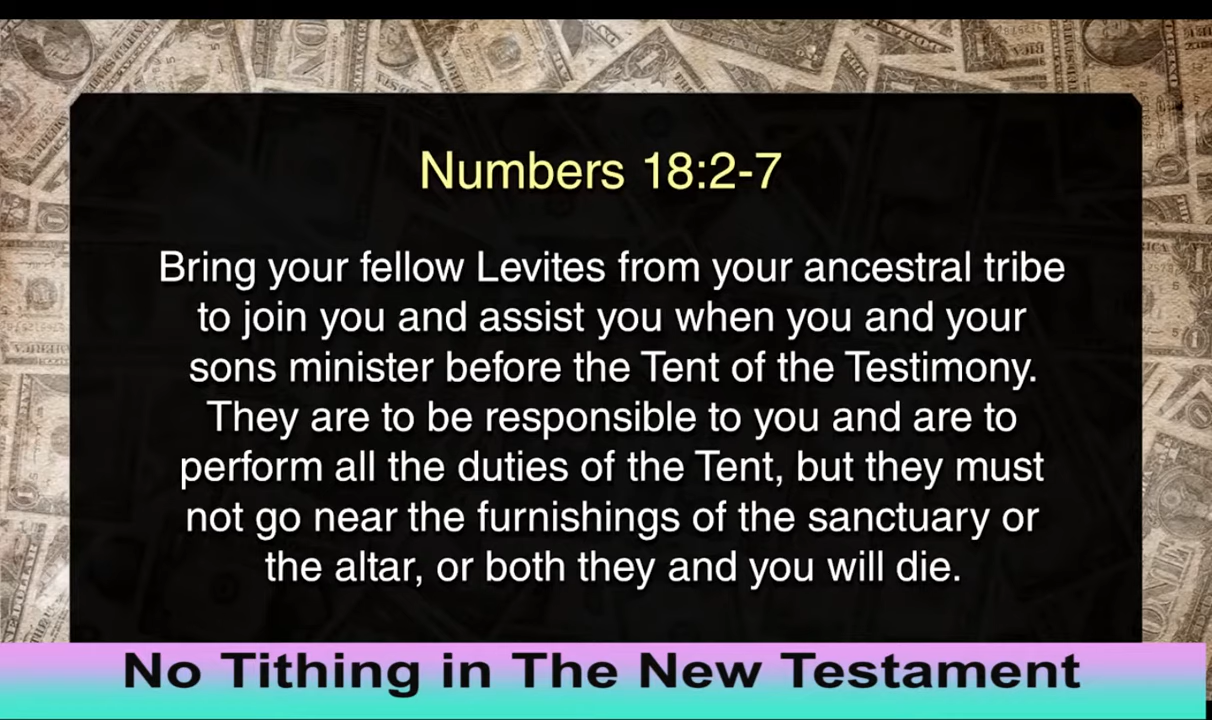 Numbers 18:2-7
Bring your fellow Levites from your ancestral tribe
to join you and assist you when you and your
sons minister before the Tent of the Testimony.
They are to be responsible to you and are to
perform all the duties of the Tent, but they must
not go near the furnishings of the sanctuary or
the altar, or both they and you will die.
No Tithing in The New Testament